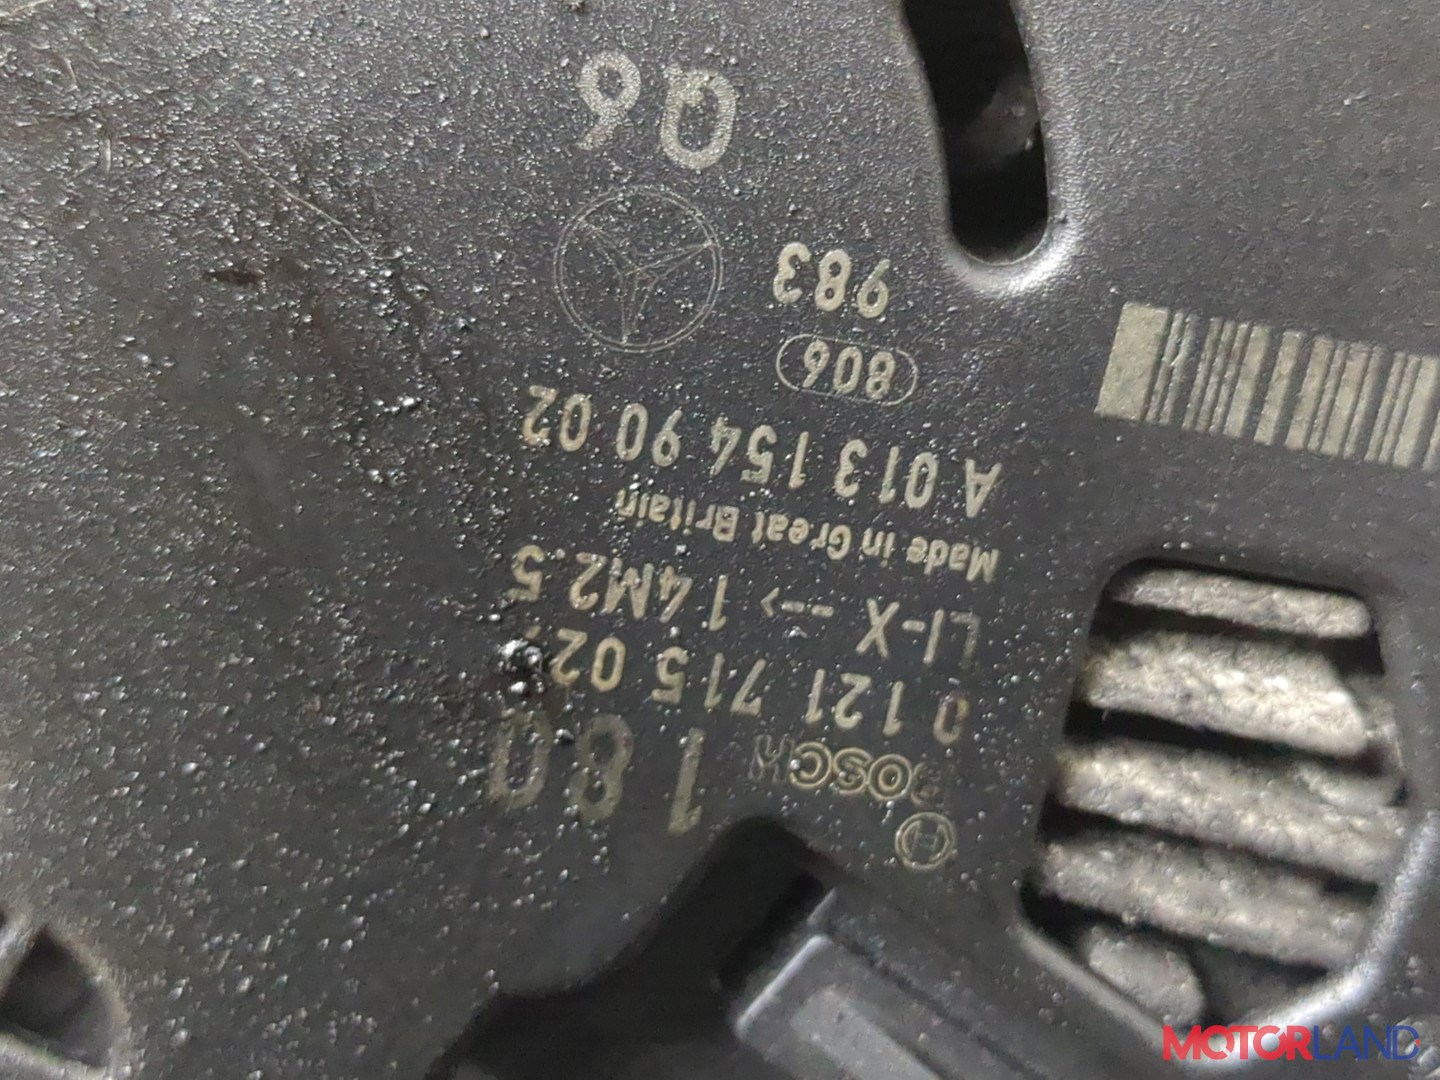 BOSCH 180
0 121 715
LI-X --> 14M2.5
Made in Great Britain
A 013 154 90 02
806
983
Q6
MOTORLAND